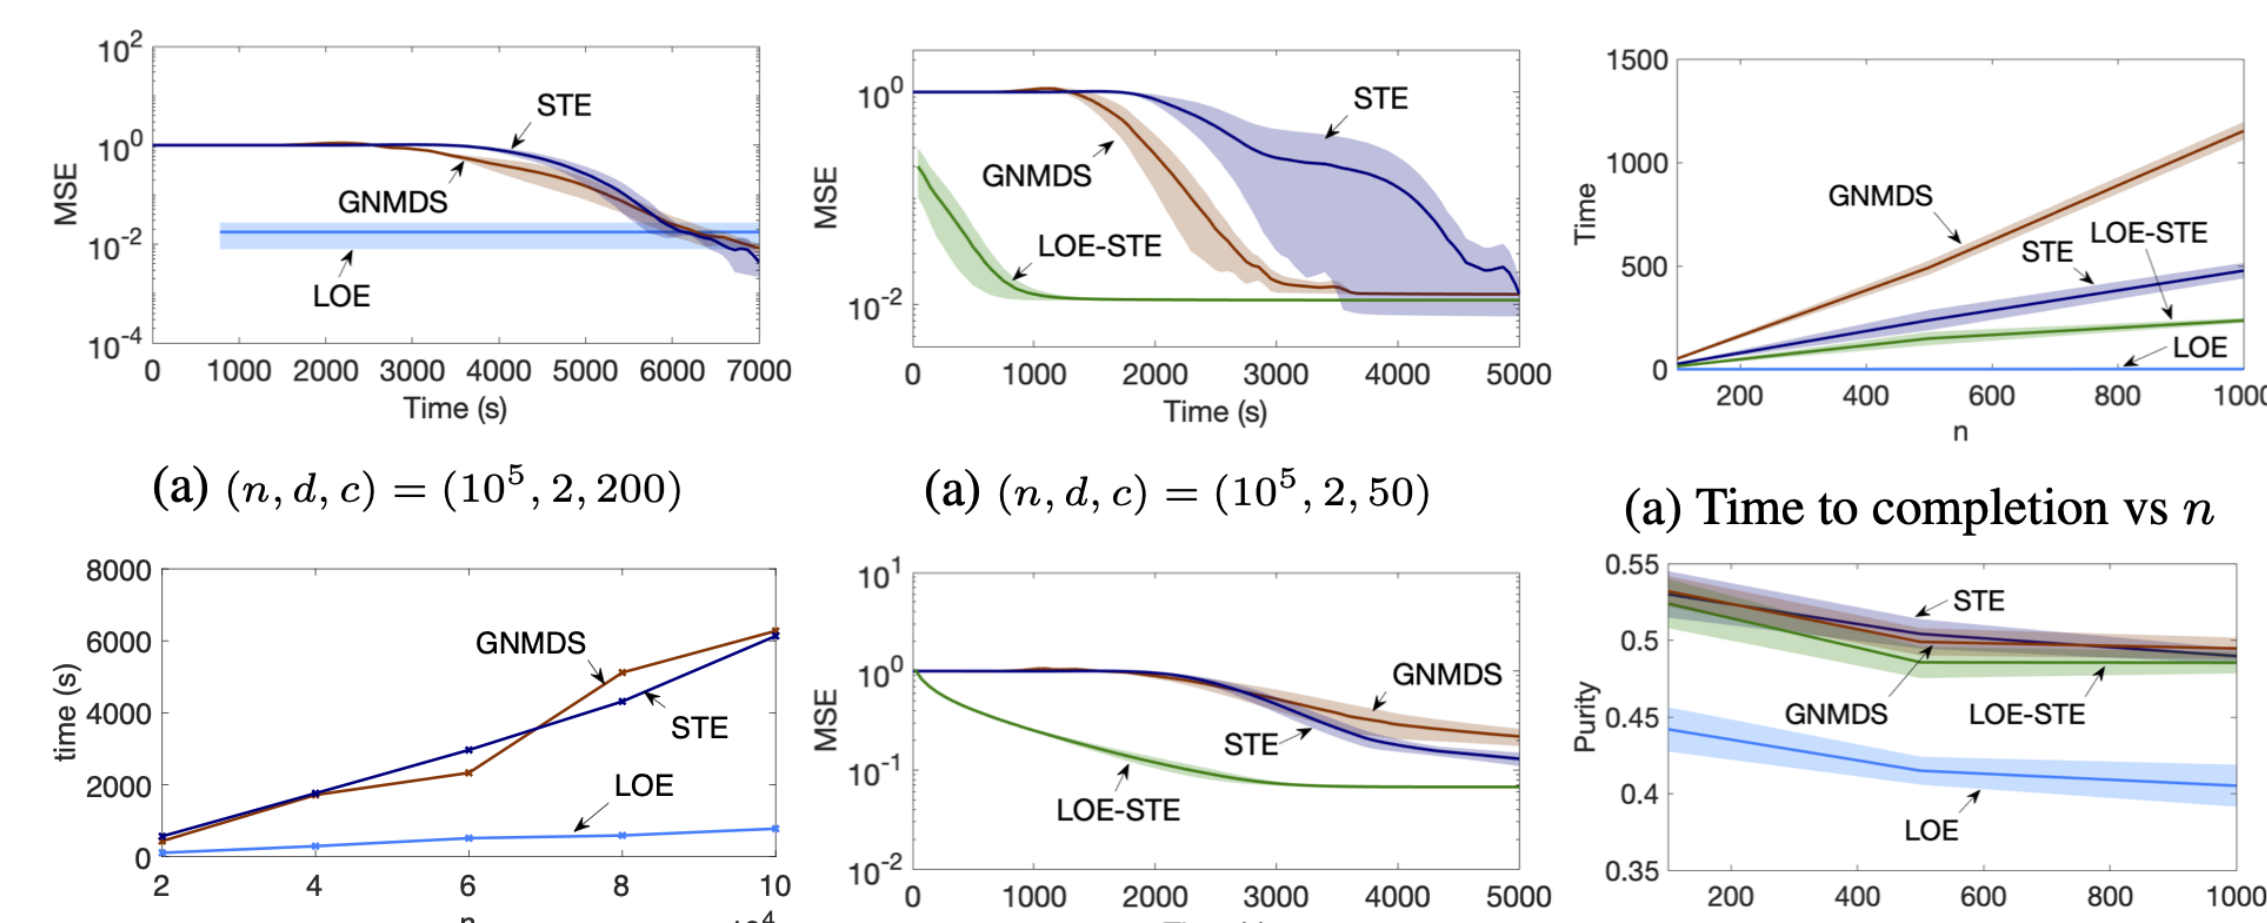 10^2
10^0
10^-2
10^-4
MSE
STE
GNMDS
LOE
0 1000 2000 3000 4000 5000 6000 7000
Time (s)
(a) (n, d, c) = (10^5, 2, 200)
10^0
10^-2
MSE
STE
GNMDS
LOE-STE
0 1000 2000 3000 4000 5000
Time (s)
(a) (n, d, c) = (10^5, 2, 50)
1500
1000
500
0
Time
GNMDS
LOE-STE
STE
LOE
200 400 600 800
n
(a) Time to completion vs n
8000
6000
4000
2000
0
time (s)
GNMDS
STE
LOE
2 4 6 8 10
10^1
10^0
10^-1
10^-2
MSE
GNMDS
STE
LOE-STE
0 1000 2000 3000 4000 5000
0.55
0.5
0.45
0.4
0.35
Purity
STE
GNMDS
LOE-STE
LOE
200 400 600 800 1000